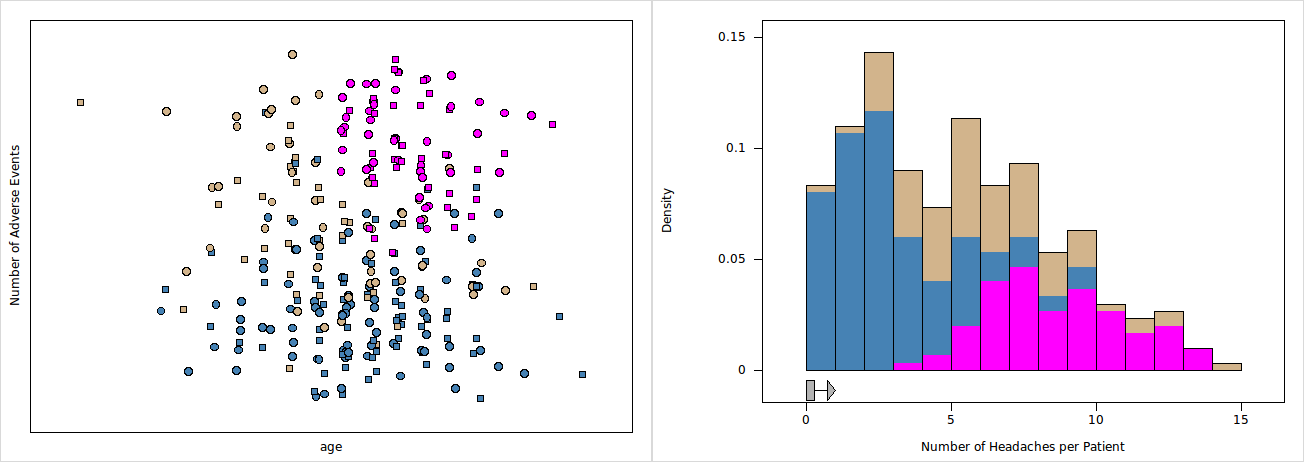 Number of Adverse Events
age
Density
0.15
0.1
0.05
0
0 5 10 15
Number of Headaches per Patient